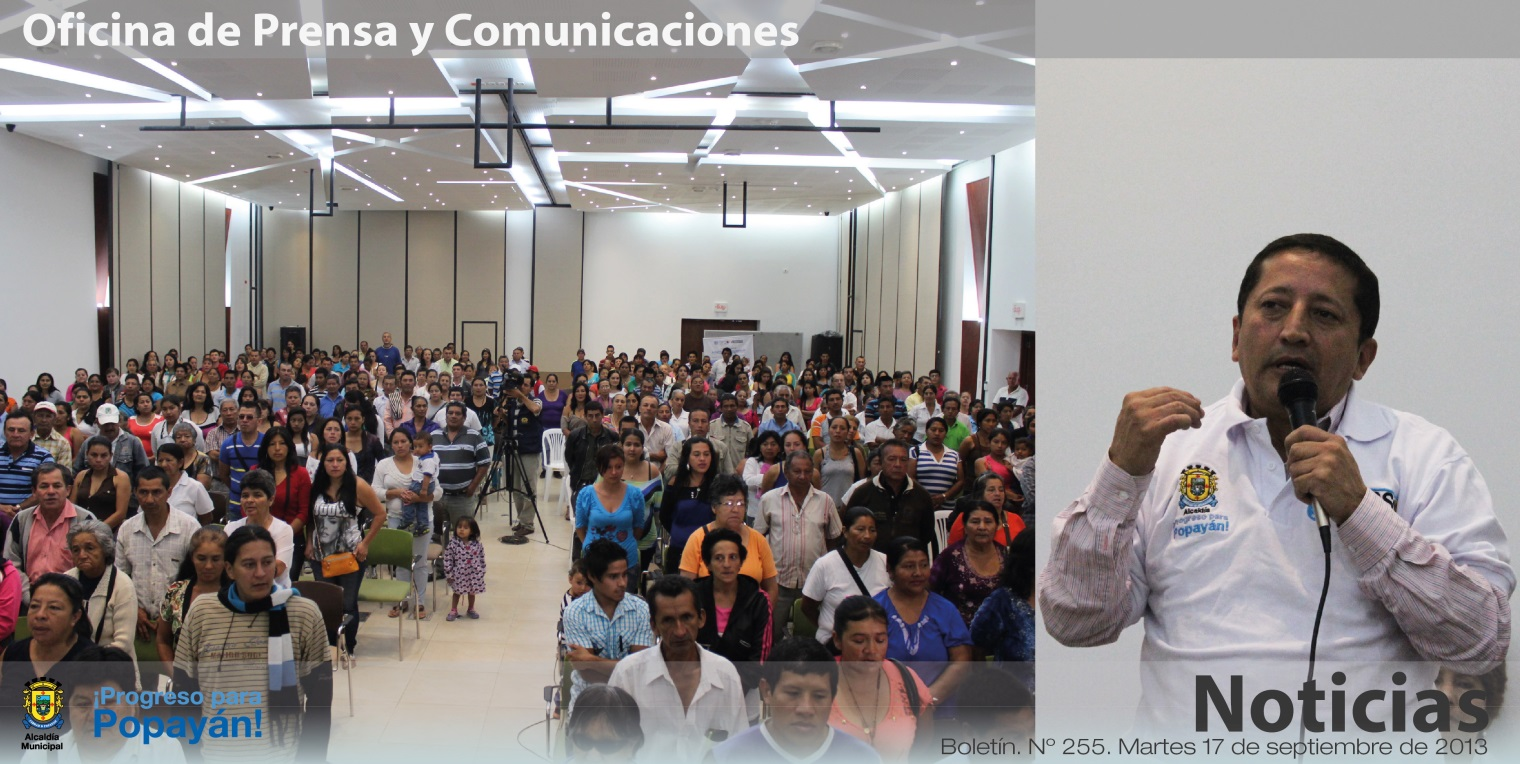 Oficina de Prensa y Comunicaciones
Alcaldía
¡Progreso para
Popayán!
Alcaldía
Municipal
¡Progreso para
Popayán!
Noticias
Boletín. Nº 255. Martes 17 de septiembre de 2013